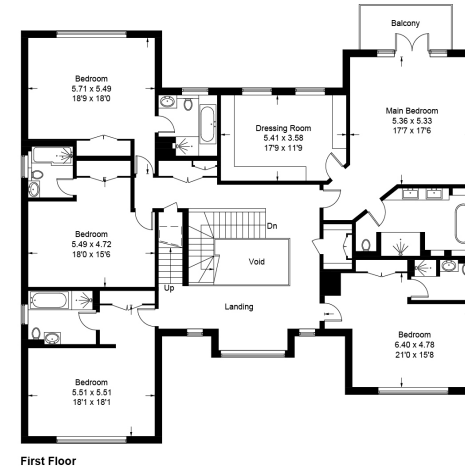 Balcony
Bedroom
5.71 x 5.49
18'9 x 18'0
Main Bedroom
5.36 x 5.33
17'7 x 17'6
Dressing Room
5.41 x 3.58
17'9 x 11'9
Bedroom
5.49 x 4.72
18'0 x 15'6
Dn
Void
Up
Landing
Bedroom
6.40 x 4.78
21'0 x 15'8
Bedroom
5.51 x 5.51
18'1 x 18'1
First Floor